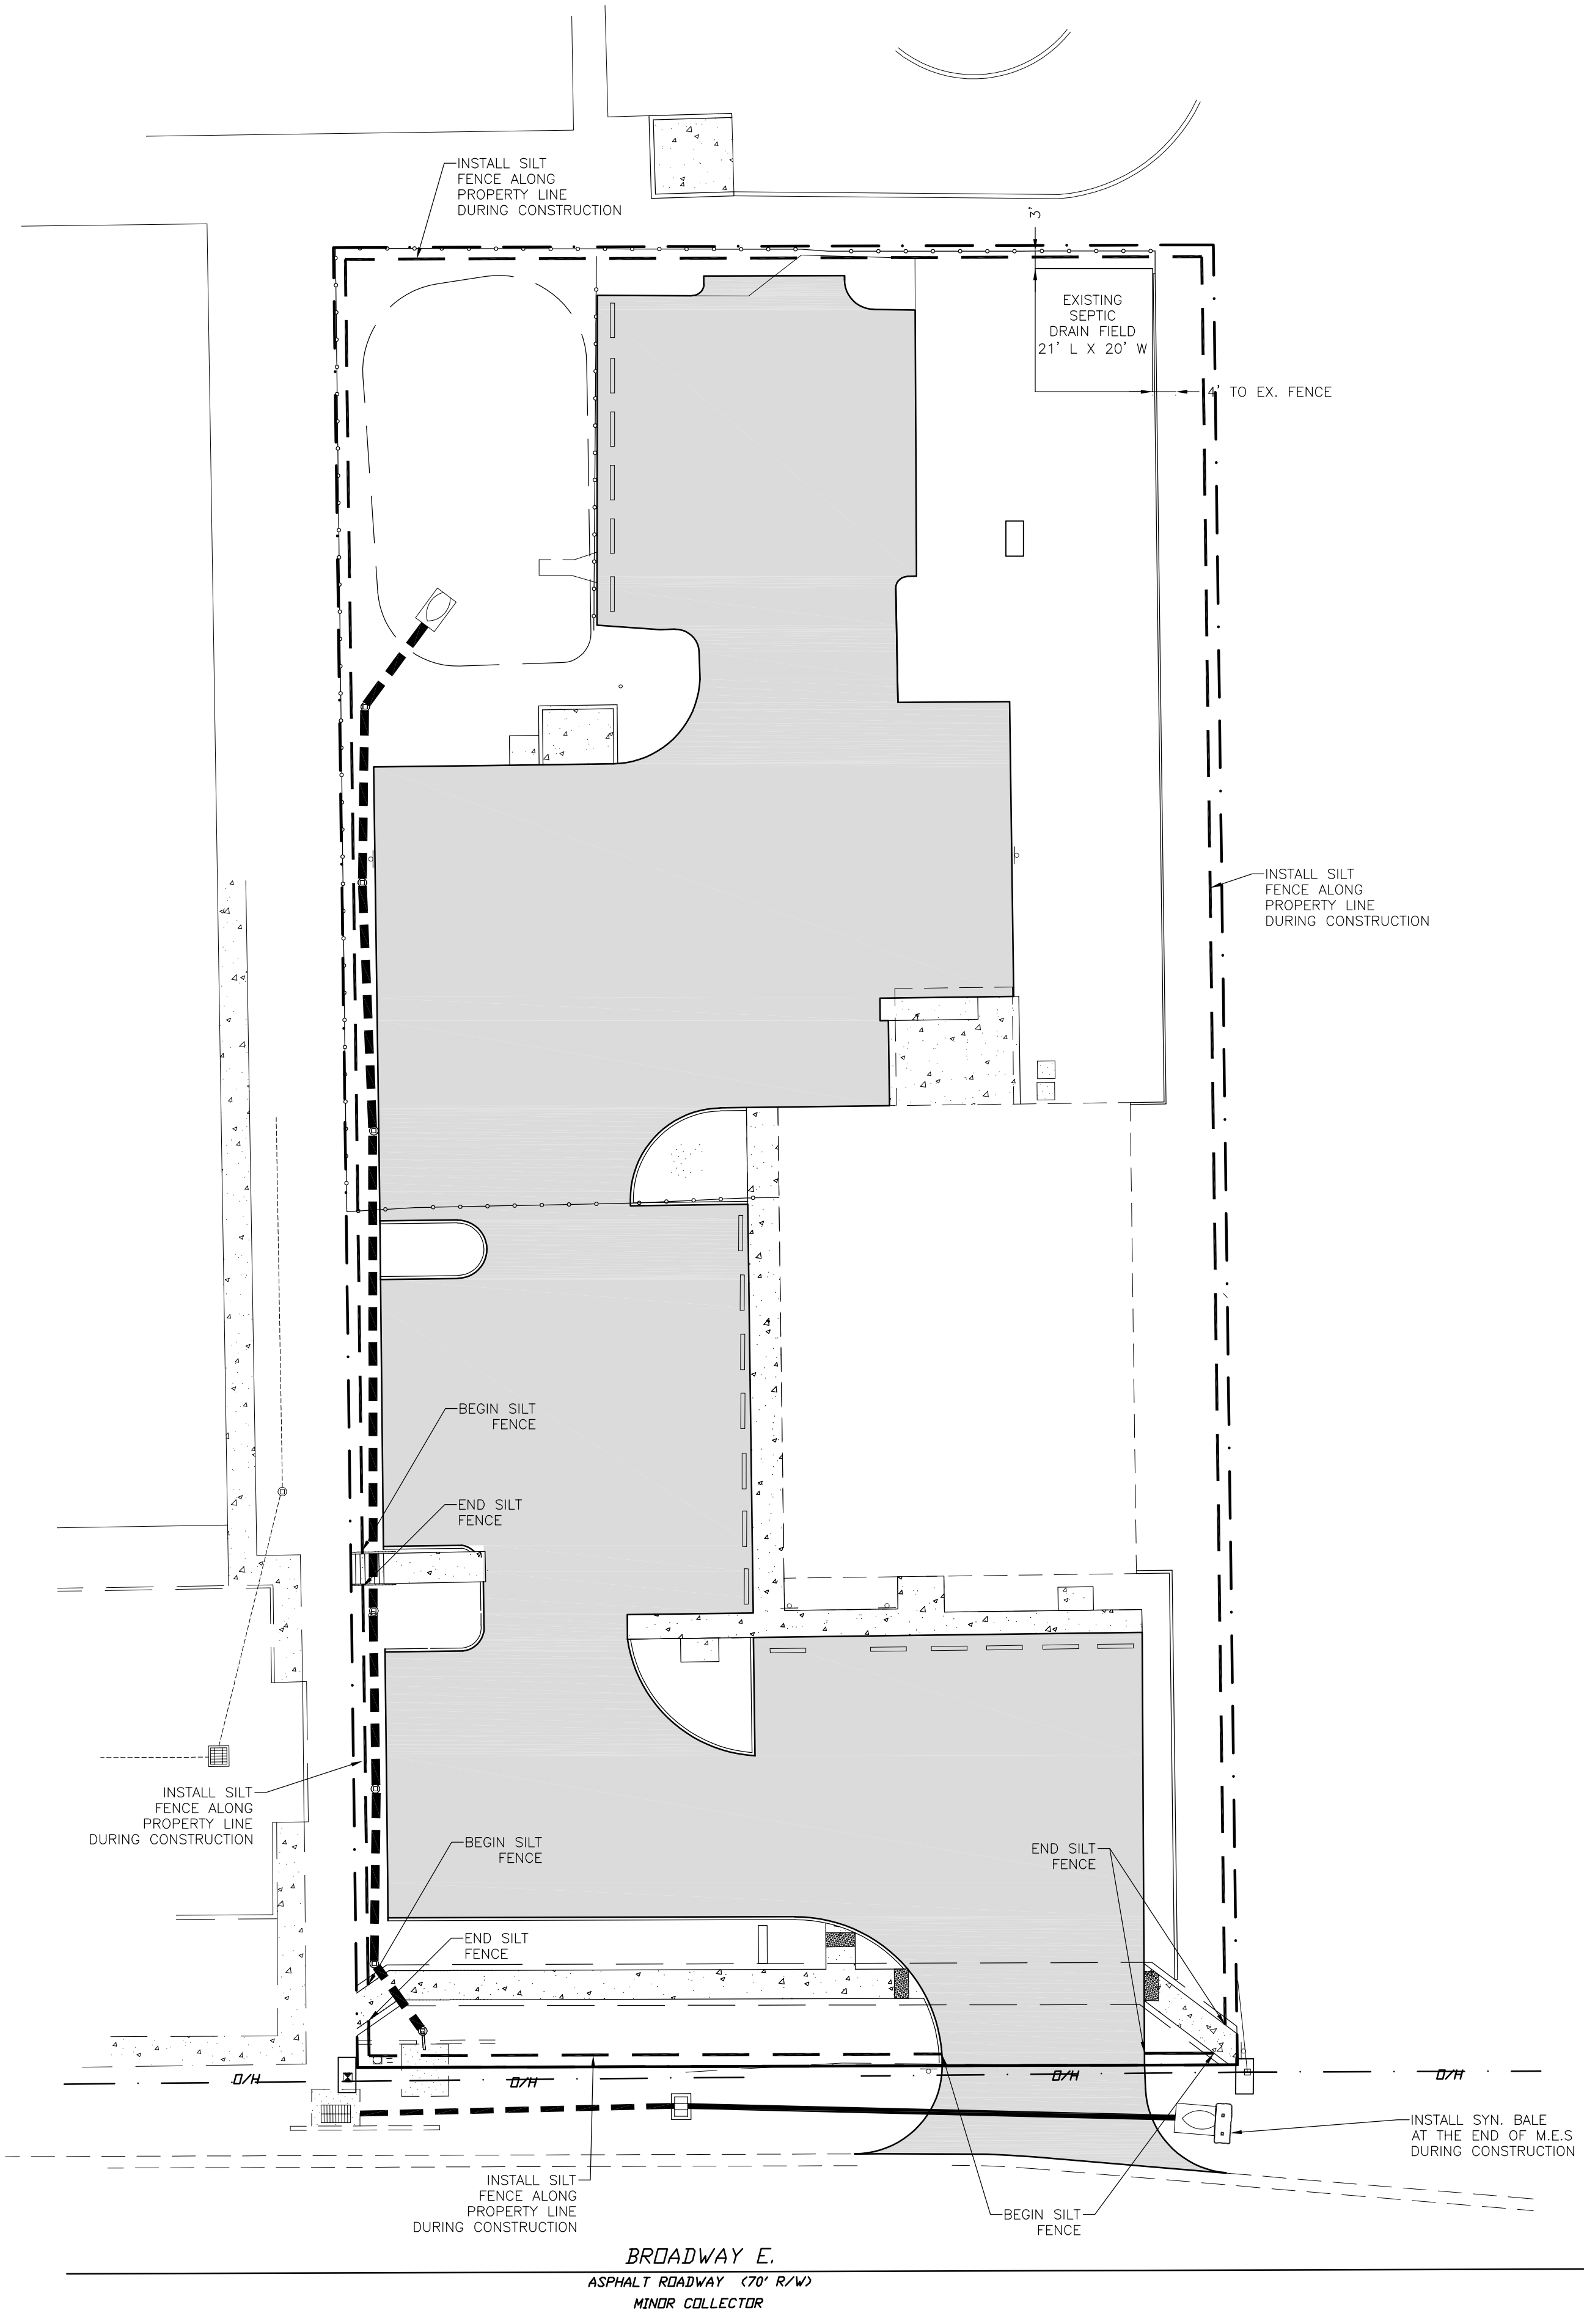 INSTALL SILT
FENCE ALONG
PROPERTY LINE
DURING CONSTRUCTION
3'
EXISTING
SEPTIC
DRAIN FIELD
21' L X 20' W
4' TO EX. FENCE
INSTALL SILT
FENCE ALONG
PROPERTY LINE
DURING CONSTRUCTION
BEGIN SILT
FENCE
END SILT
FENCE
INSTALL SILT
FENCE ALONG
PROPERTY LINE
DURING CONSTRUCTION
BEGIN SILT
FENCE
END SILT
FENCE
END SILT
FENCE
O/H
O/H
O/H
O/H
INSTALL SYN. BALE
AT THE END OF M.E.S
DURING CONSTRUCTION
INSTALL SILT
FENCE ALONG
PROPERTY LINE
DURING CONSTRUCTION
BEGIN SILT
FENCE
BROADWAY E.
ASPHALT ROADWAY (70' R/W)
MINOR COLLECTOR